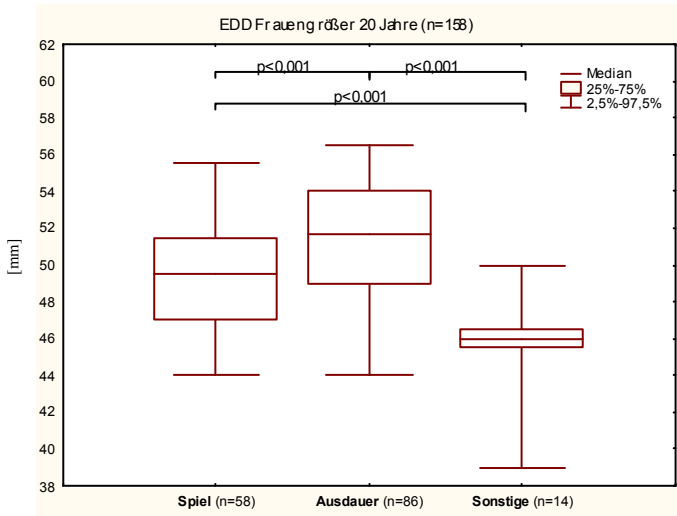 EDD Frauen größer 20 Jahre (n=158)
62
60
58
56
54
52
50
48
46
44
42
40
38
[mm]
p<0,001
p<0,001
p<0,001
Median
25%-75%
2,5%-97,5%
Spiel (n=58)
Ausdauer (n=86)
Sonstige (n=14)